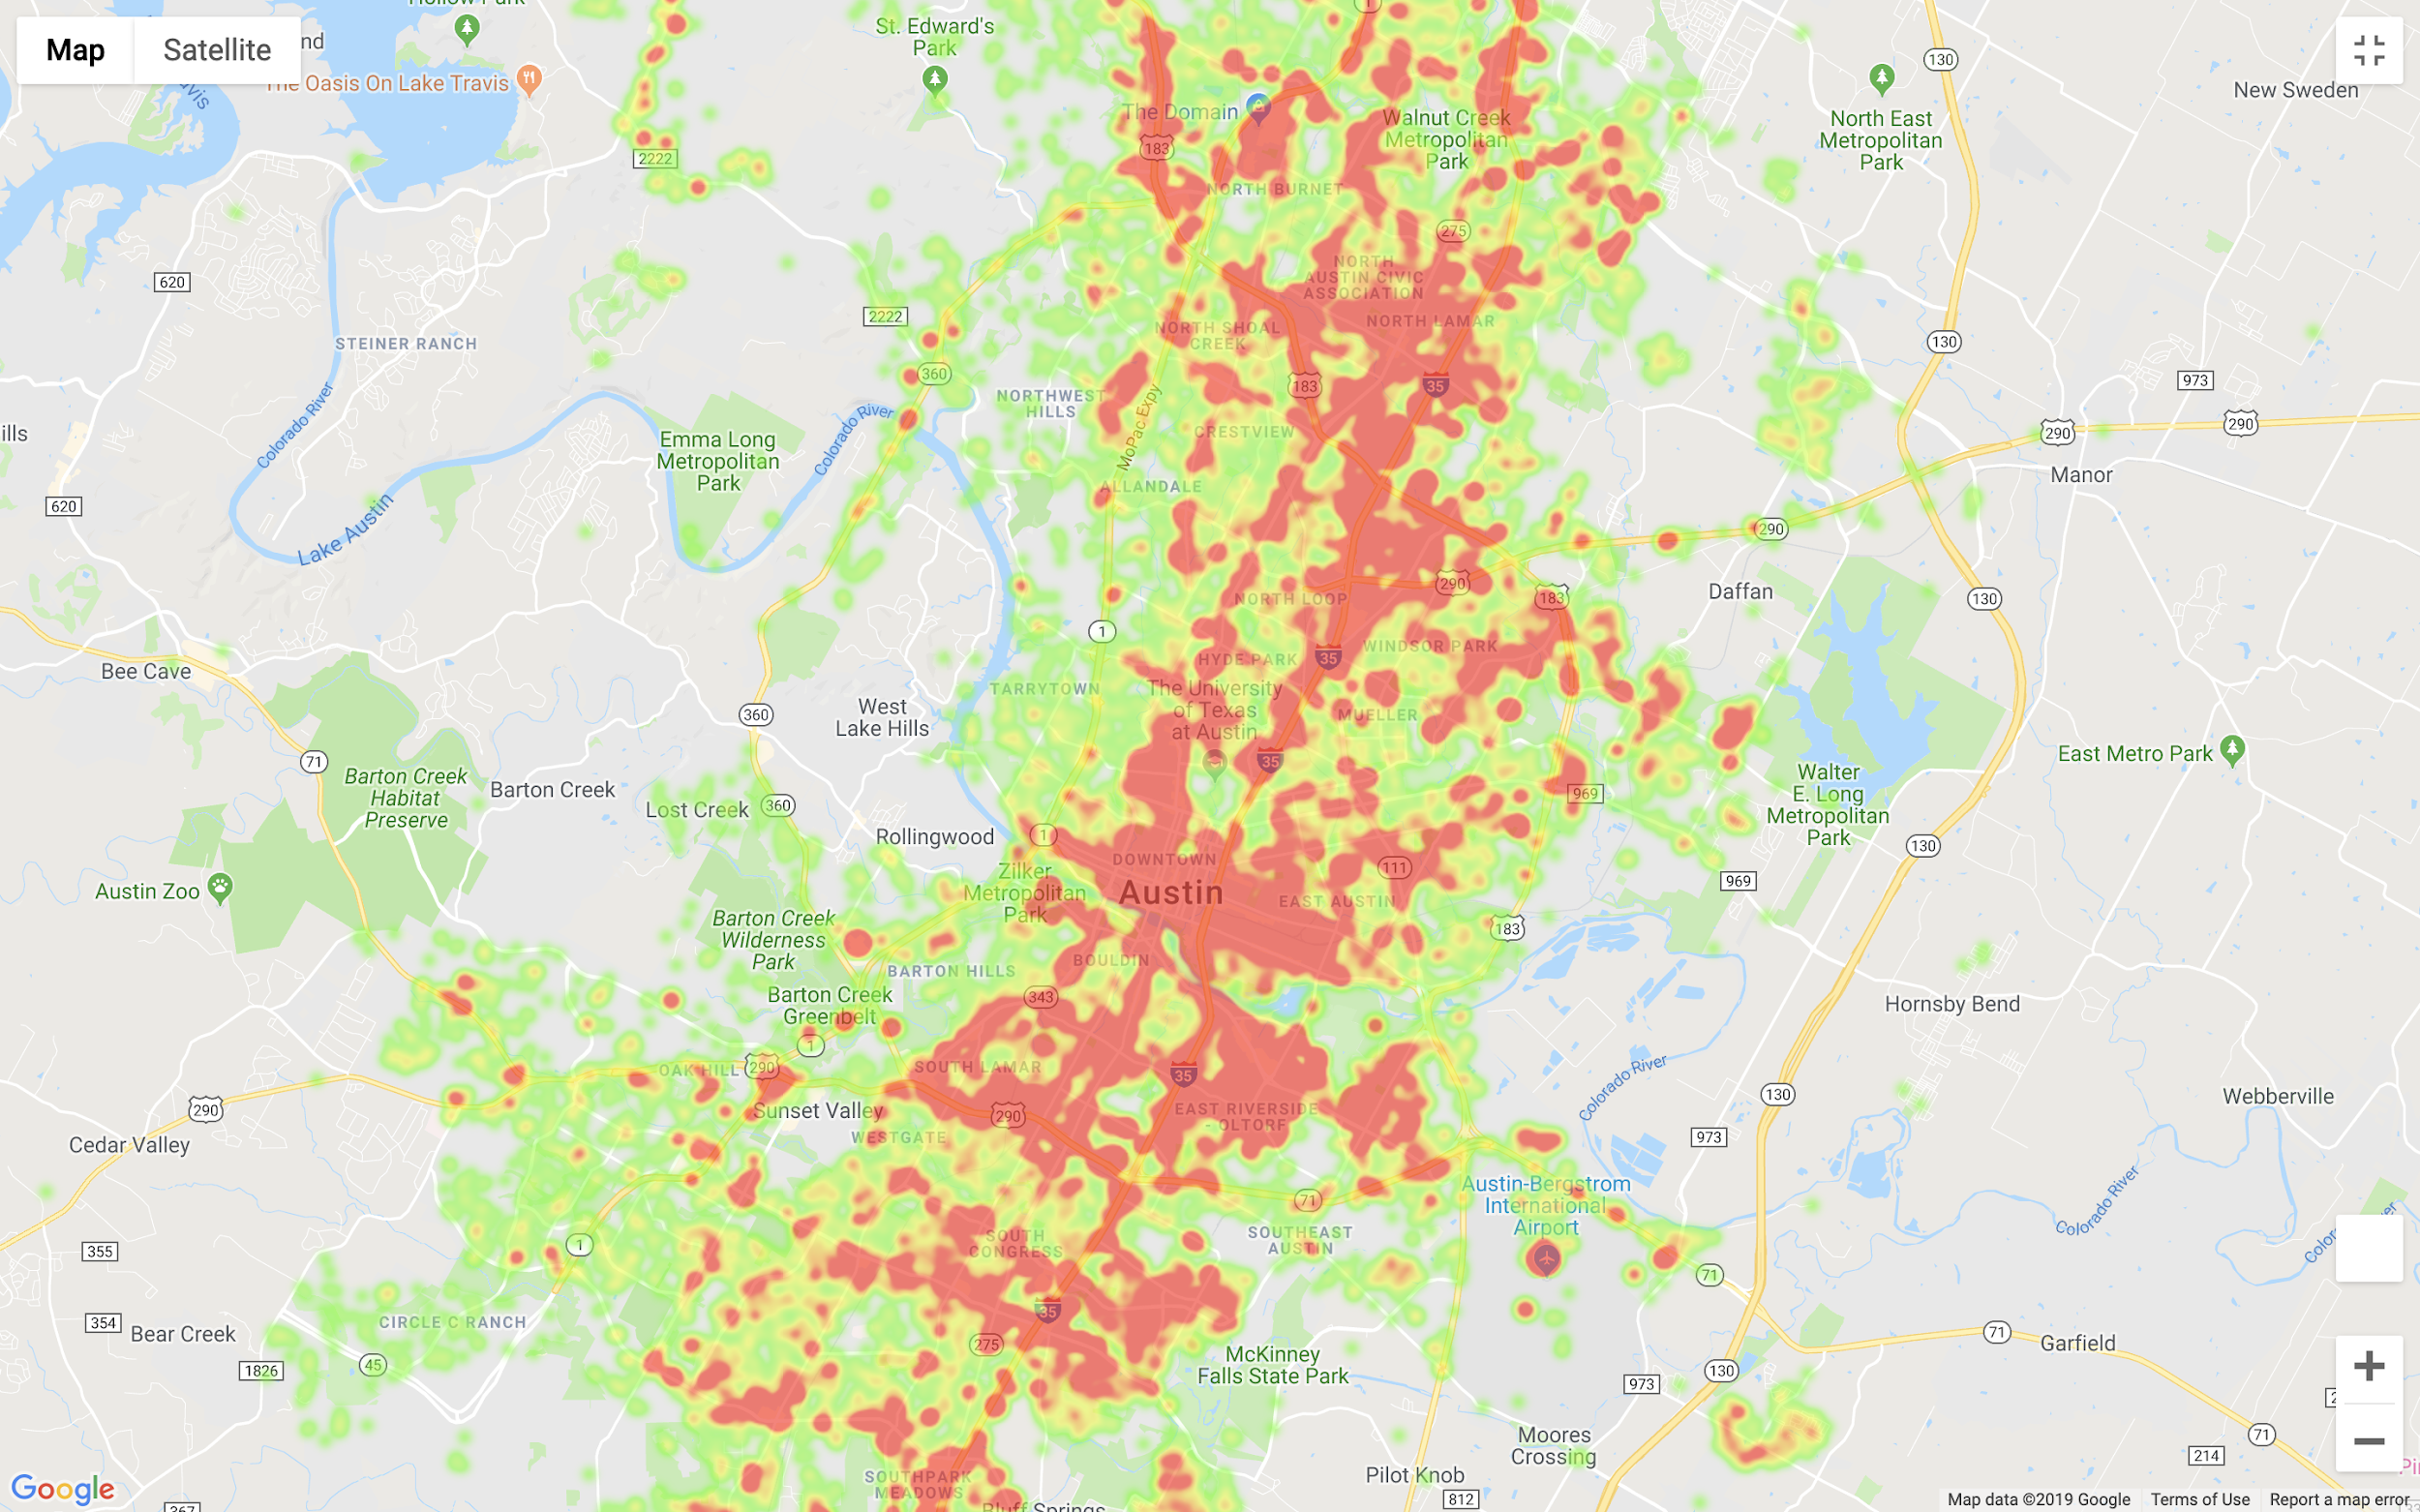 Hollow Park
Map
Satellite
nd
The Oasis On Lake Travis
St. Edward's
Park
1
130
New Sweden
The Domain
Walnut Creek
Metropolitan
Park
North East
Metropolitan
Park
2222
183
NORTH BURNET
275
620
NORTH
AUSTIN CIVIC
ASSOCIATION
2222
NORTH LAMAR
STEINER RANCH
NORTH SHOAL
CREEK
130
360
183
35
973
NORTHWEST
HILLS
MoPac Expy
Colorado River
Colorado River
ills
Emma Long
Metropolitan
Park
CRESTVIEW
290
290
Manor
ALLANDALE
620
Lake Austin
290
Daffan
290
183
130
NORTH LOOP
1
WINDSOR PARK
HYDE PARK
35
Bee Cave
TARRYTOWN
The University
of Texas
at Austin
West
Lake Hills
360
MUELLER
71
35
East Metro Park
Barton Creek
Habitat
Preserve
Barton Creek
Lost Creek
360
969
Walter
E. Long
Metropolitan
Park
Rollingwood
1
130
DOWNTOWN
111
969
Austin Zoo
Zilker
Metropolitan
Park
Austin
EAST AUSTIN
Barton Creek
Wilderness
Park
183
BOULDIN
BARTON HILLS
Barton Creek
Greenbelt
343
Hornsby Bend
1
OAK HILL
290
SOUTH LAMAR
35
Colorado River
130
Webberville
290
Sunset Valley
290
EAST RIVERSIDE
- OLTORF
WESTGATE
973
Cedar Valley
Austin-Bergstrom
International
Airport
71
Colorado River
355
1
SOUTH
CONGRESS
SOUTHEAST
AUSTIN
71
354
Bear Creek
CIRCLE C RANCH
35
275
71
Garfield
1826
45
McKinney
Falls State Park
973
130
Moores
Crossing
71
214
SOUTHPARK
MEADOWS
Pilot Knob
812
Bluff Springs
367
Google
Map data ©2019 Google
Terms of Use
Report a map error